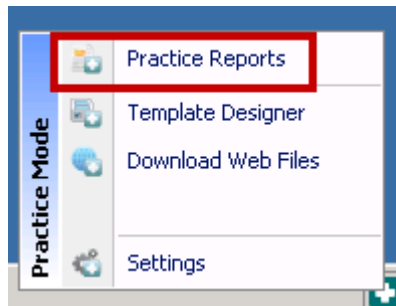 Practice Mode
Practice Reports
Template Designer
Download Web Files
Settings